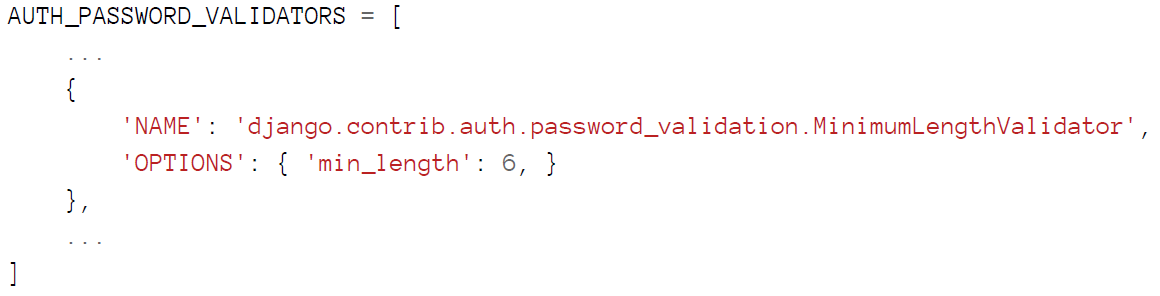 AUTH_PASSWORD_VALIDATORS = [
    ...
    {
        'NAME': 'django.contrib.auth.password_validation.MinimumLengthValidator',
        'OPTIONS': { 'min_length': 6, }
    },
    ...
]